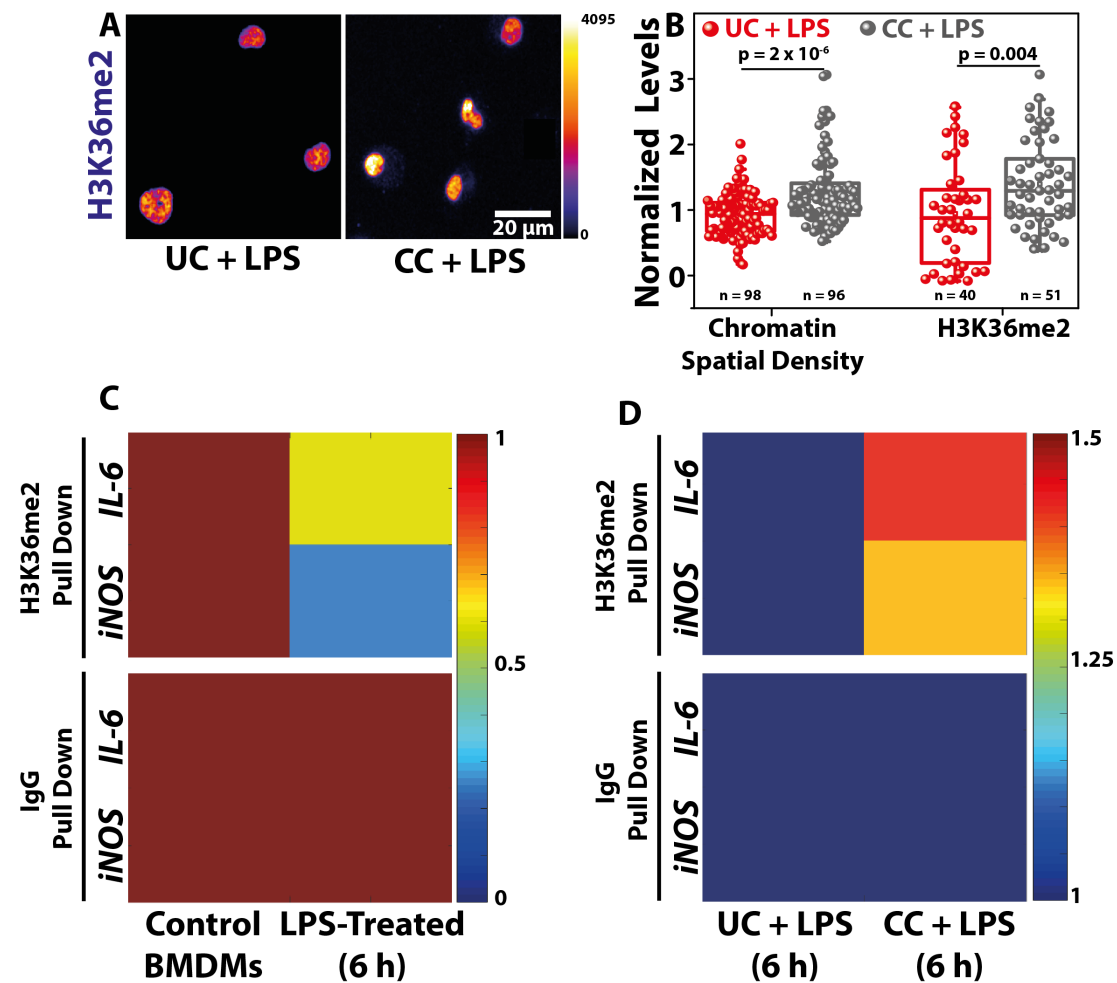 A
H3K36me2
4095
0
20 µm
UC + LPS
CC + LPS
B
UC + LPS
CC + LPS
p = 2 x 10⁻⁶
p = 0.004
Normalized Levels
3
2
1
0
n = 98
n = 96
n = 40
n = 51
Chromatin
Spatial Density
H3K36me2
C
H3K36me2
Pull Down
IL-6
iNOS
IgG
Pull Down
IL-6
iNOS
1
0.5
0
Control
BMDMs
LPS-Treated
(6 h)
D
H3K36me2
Pull Down
IL-6
iNOS
IgG
Pull Down
IL-6
iNOS
1.5
1.25
1
UC + LPS
(6 h)
CC + LPS
(6 h)